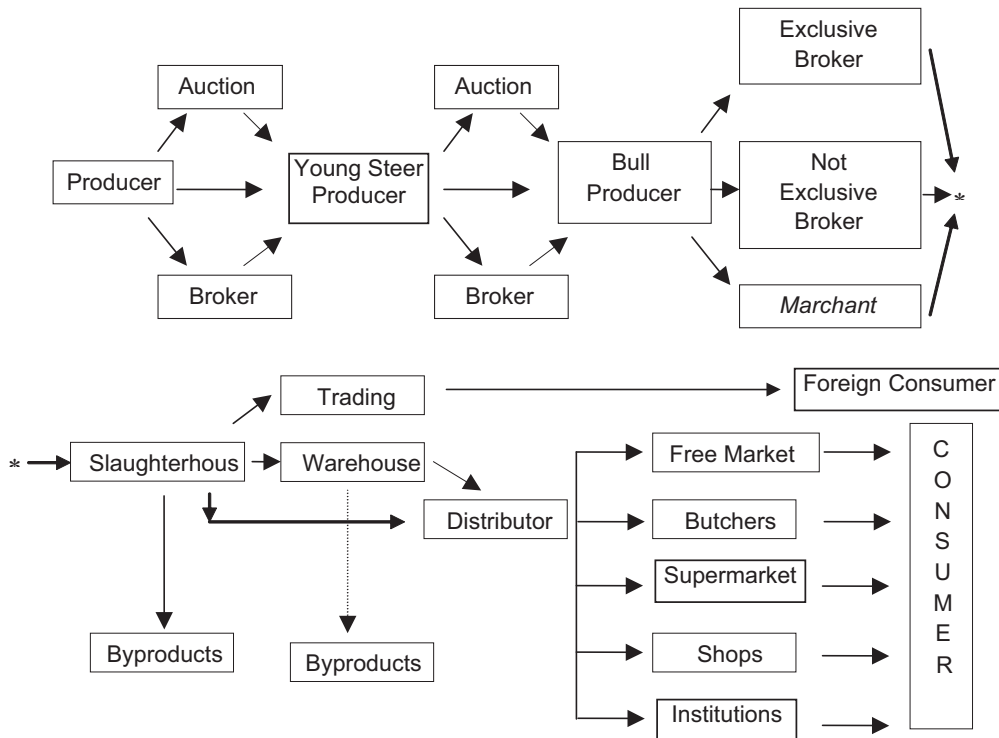 Exclusive
Broker
Auction
Auction
Producer
Young Steer
Producer
Bull
Producer
Not
Exclusive
Broker
*
Broker
Broker
Marchant
Trading
Foreign Consumer
*
Slaughterhous
Warehouse
Distributor
Free Market
Butchers
Supermarket
Shops
Institutions
Byproducts
Byproducts
C
O
N
S
U
M
E
R